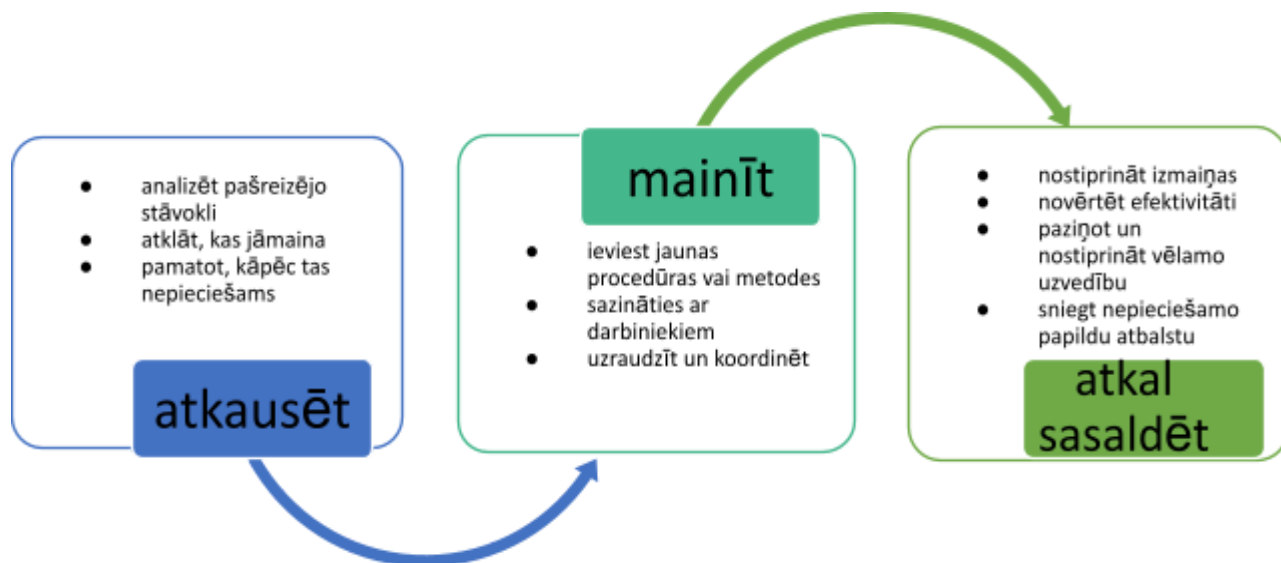 ● analizēt pašreizējo
stāvokli
● atklāt, kas jāmaina
● pamatot, kāpēc tas
nepieciešams
atkausēt
mainīt
● ieviest jaunas
procedūras vai metodes
● sazināties ar
darbiniekiem
● uzraudzīt un koordinēt
● nostiprināt izmaiņas
● novērtēt efektivitāti
● paziņot un
nostiprināt vēlamo
uzvedību
● sniegt nepieciešamo
papildu atbalstu
atkal
sasaldēt